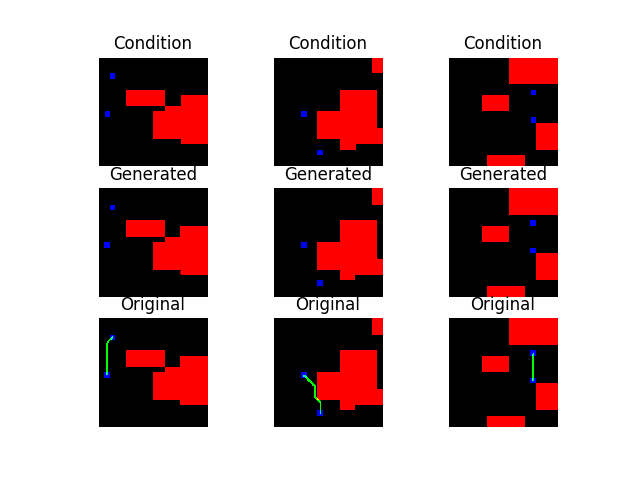 Condition Condition Condition
Generated Generated Generated
Original Original Original